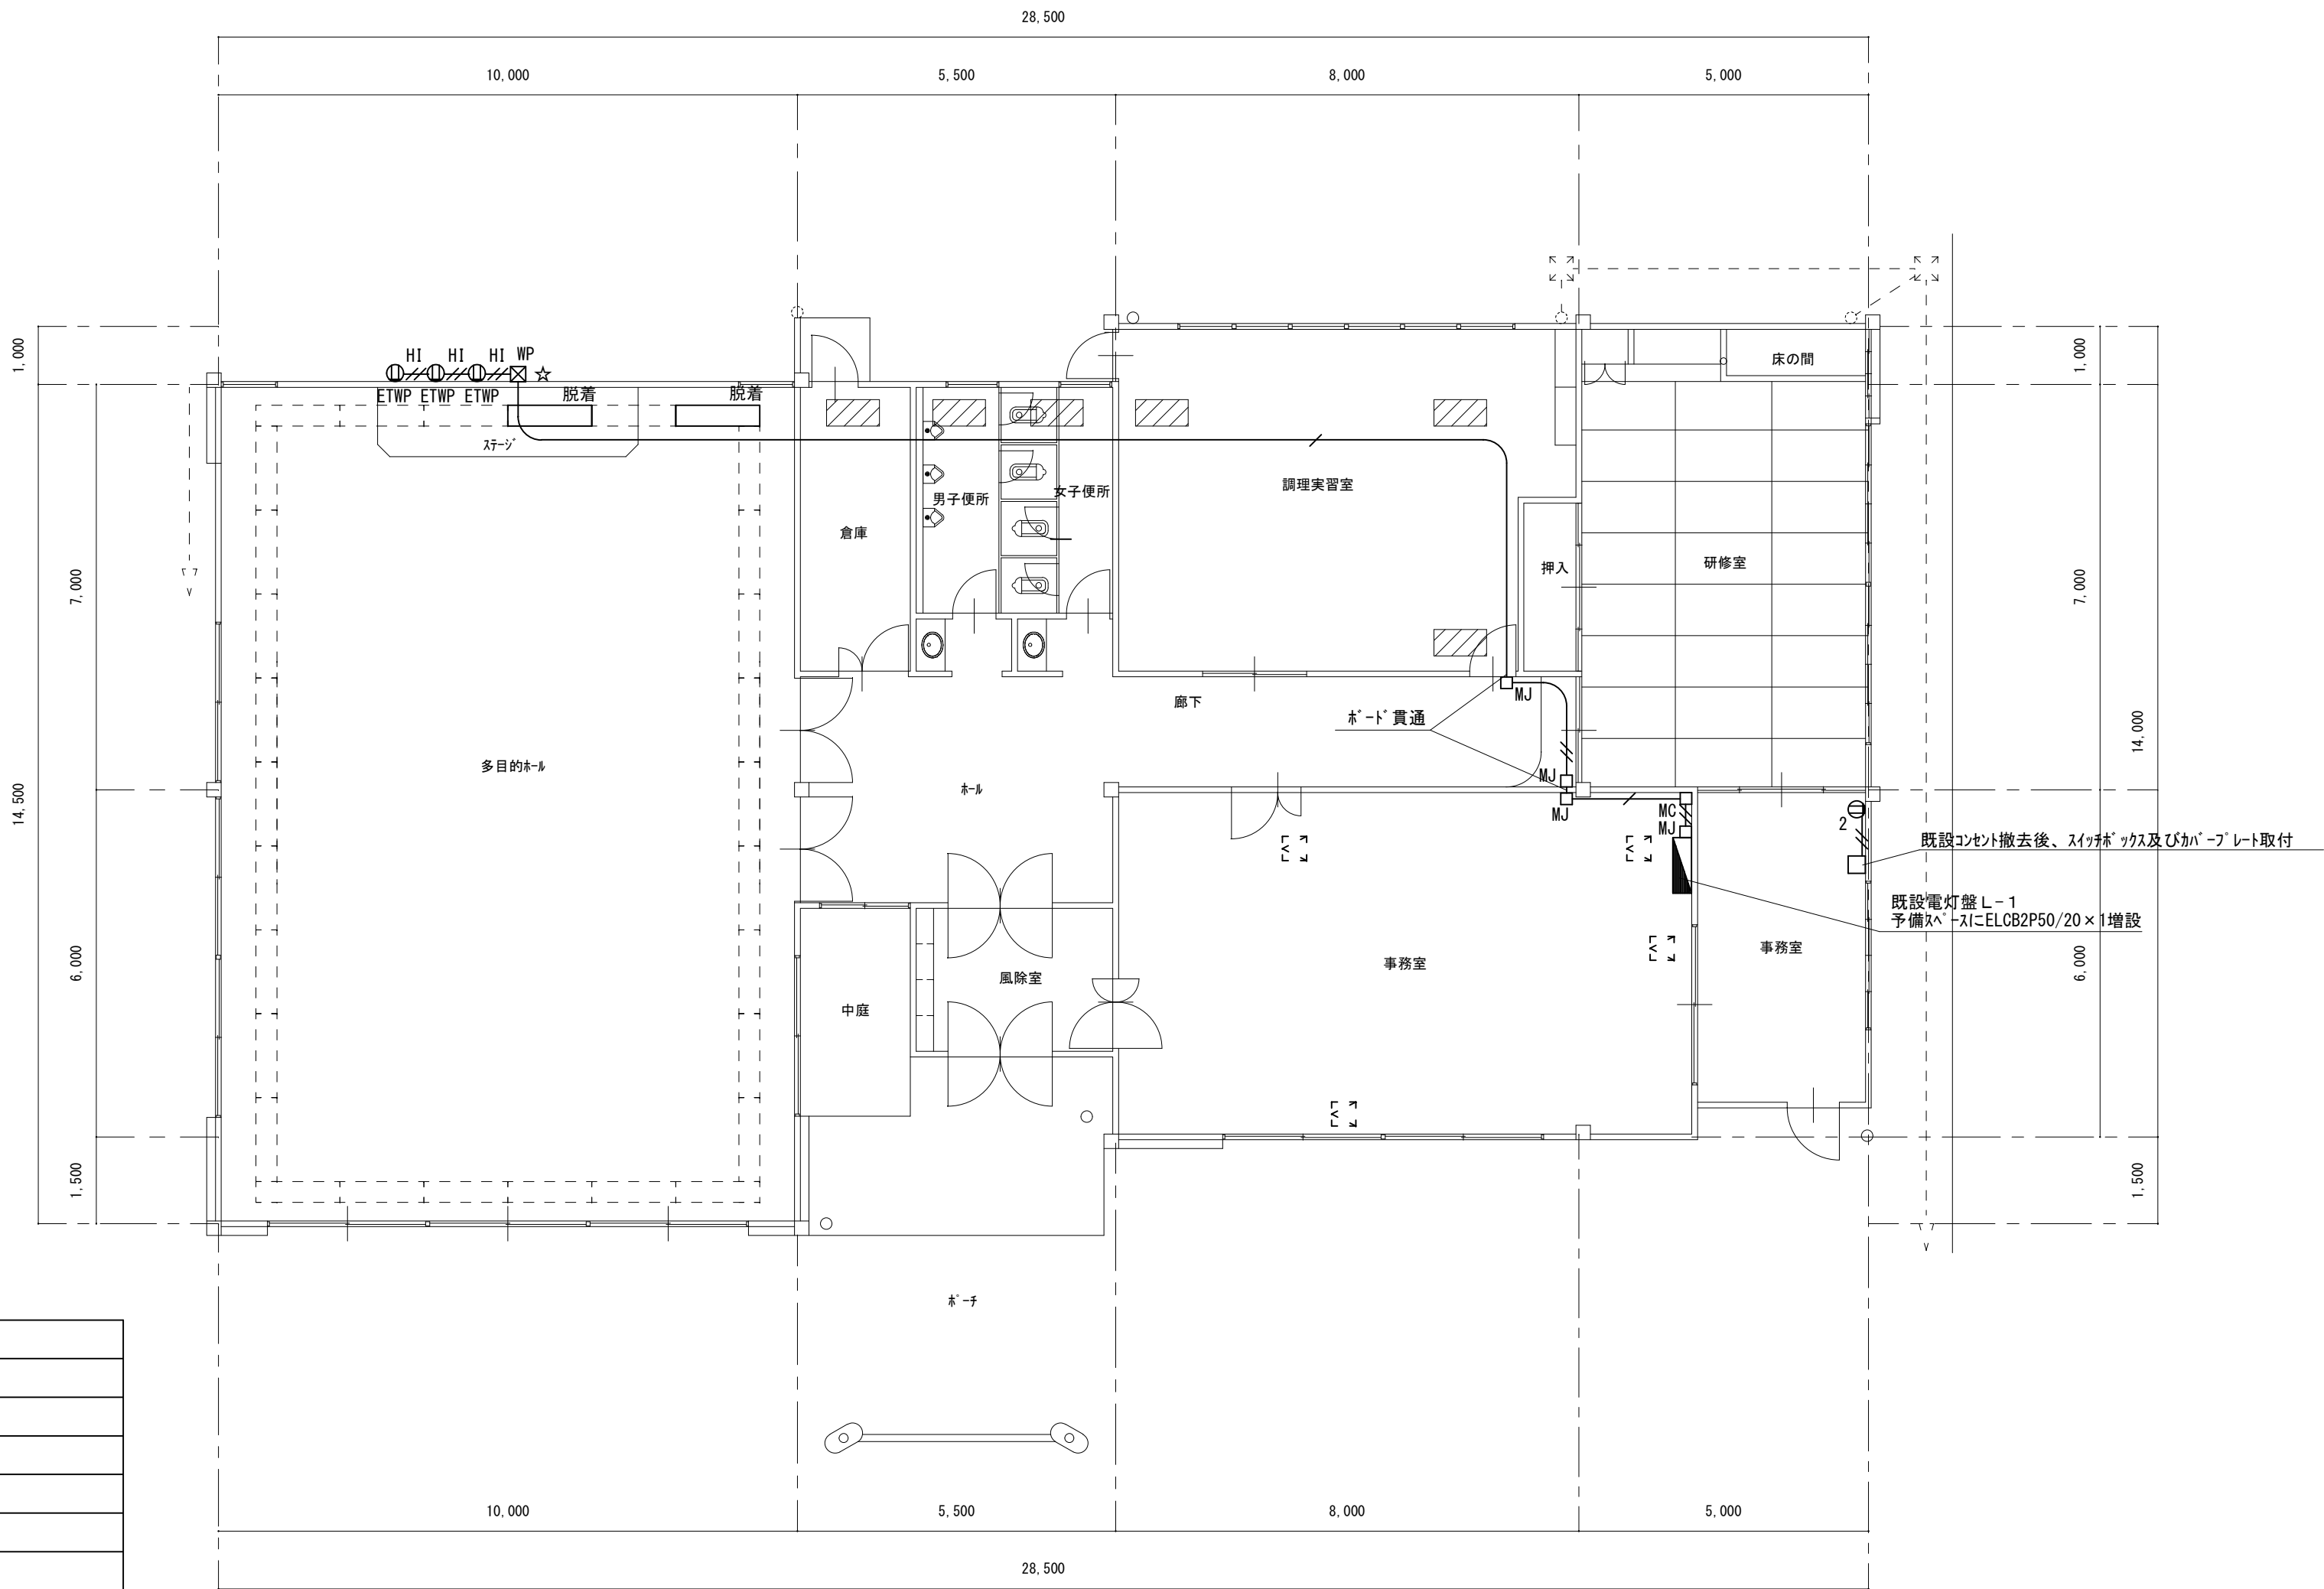 28,500
10,000
5,500
8,000
5,000
1,000
7,000
14,500
6,000
1,500
1,000
7,000
14,000
6,000
1,500
HI
HI
HI
WP
☆
ETWP
ETWP
ETWP
脱着
脱着
ｽﾃｰｼﾞ
床の間
男子便所
女子便所
調理実習室
倉庫
押入
研修室
廊下
MJ
ﾎﾞｰﾄﾞ貫通
多目的ﾎｰﾙ
ﾎｰﾙ
MJ
MJ
MC
MJ
2
既設ｺﾝｾﾝﾄ撤去後、ｽｲｯﾁﾎﾞｯｸｽ及びｶﾊﾞｰﾌﾟﾚｰﾄ取付
既設電灯盤Ｌ-１
予備ｽﾍﾟｰｽにELCB2P50/20×1増設
事務室
事務室
風除室
中庭
ﾎﾟｰﾁ
10,000
5,500
8,000
5,000
28,500